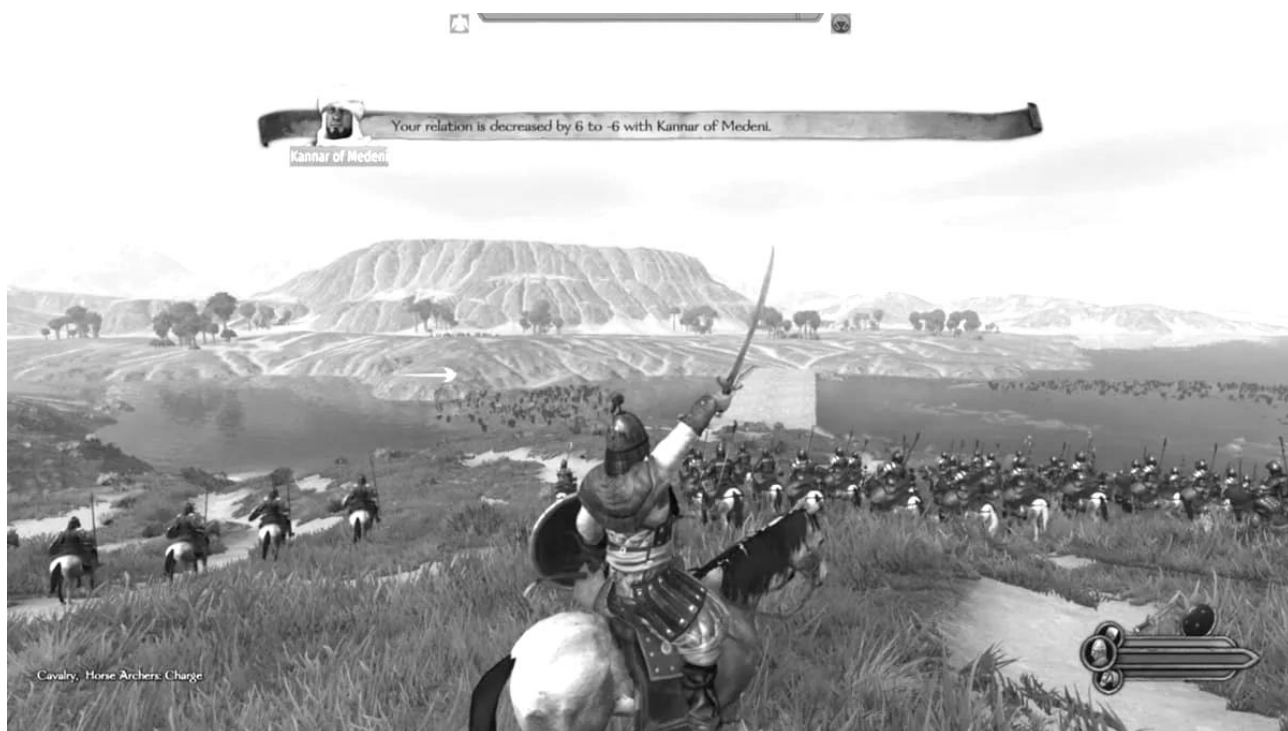 Your relation is decreased by 6 to -6 with Kannar of Medeni.
Kannar of Medeni
Cavalry, Horse Archers: Charge